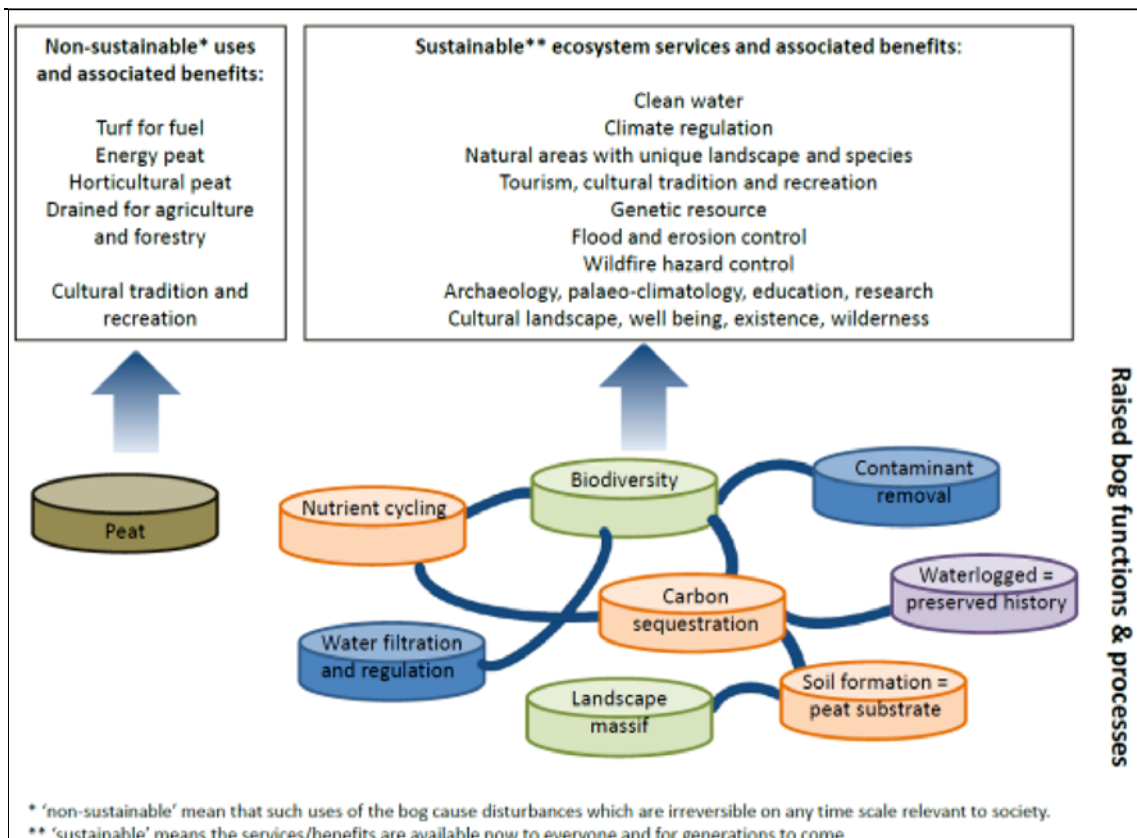 Non-sustainable* uses
and associated benefits:
Turf for fuel
Energy peat
Horticultural peat
Drained for agriculture
and forestry
Cultural tradition and
recreation
Sustainable** ecosystem services and associated benefits:
Clean water
Climate regulation
Natural areas with unique landscape and species
Tourism, cultural tradition and recreation
Genetic resource
Flood and erosion control
Wildfire hazard control
Archaeology, palaeo-climatology, education, research
Cultural landscape, well being, existence, wilderness
Raised bog functions & processes
Peat
Nutrient cycling
Biodiversity
Contaminant
removal
Carbon
sequestration
Waterlogged =
preserved history
Water filtration
and regulation
Landscape
massif
Soil formation =
peat substrate
* 'non-sustainable' mean that such uses of the bog cause disturbances which are irreversible on any time scale relevant to society.
** 'sustainable' means the services/benefits are available now to everyone and for generations to come